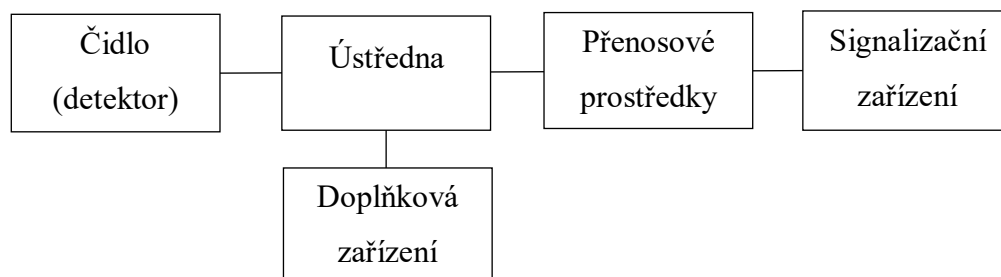 Čidlo
(detektor)
Ústředna
Přenosové
prostředky
Signalizační
zařízení
Doplňková
zařízení